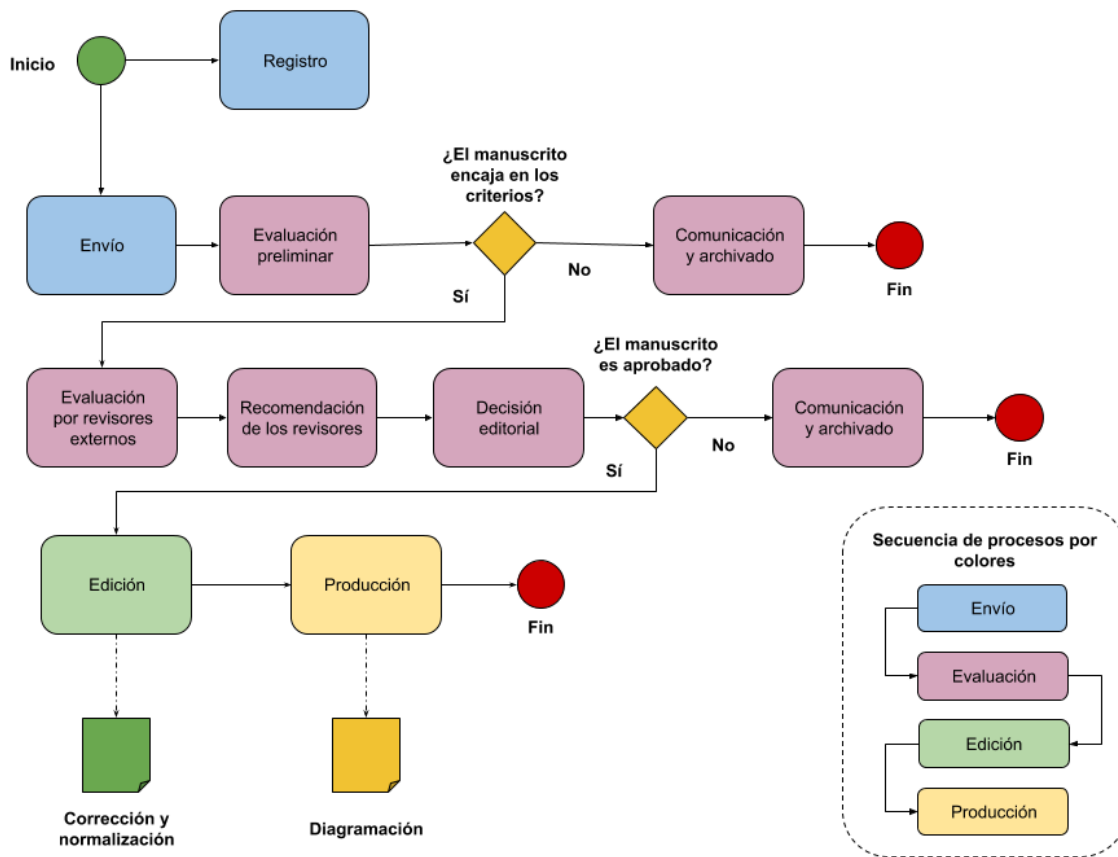 Inicio
Registro
¿El manuscrito
encaja en los
criterios?
Envío
Evaluación
preliminar
No
Comunicación
y archivado
Fin
Sí
¿El manuscrito
es aprobado?
Evaluación
por revisores
externos
Recomendación
de los revisores
Decisión
editorial
No
Comunicación
y archivado
Fin
Sí
Edición
Producción
Fin
Corrección y
normalización
Diagramación
Secuencia de procesos por
colores
Envío
Evaluación
Edición
Producción